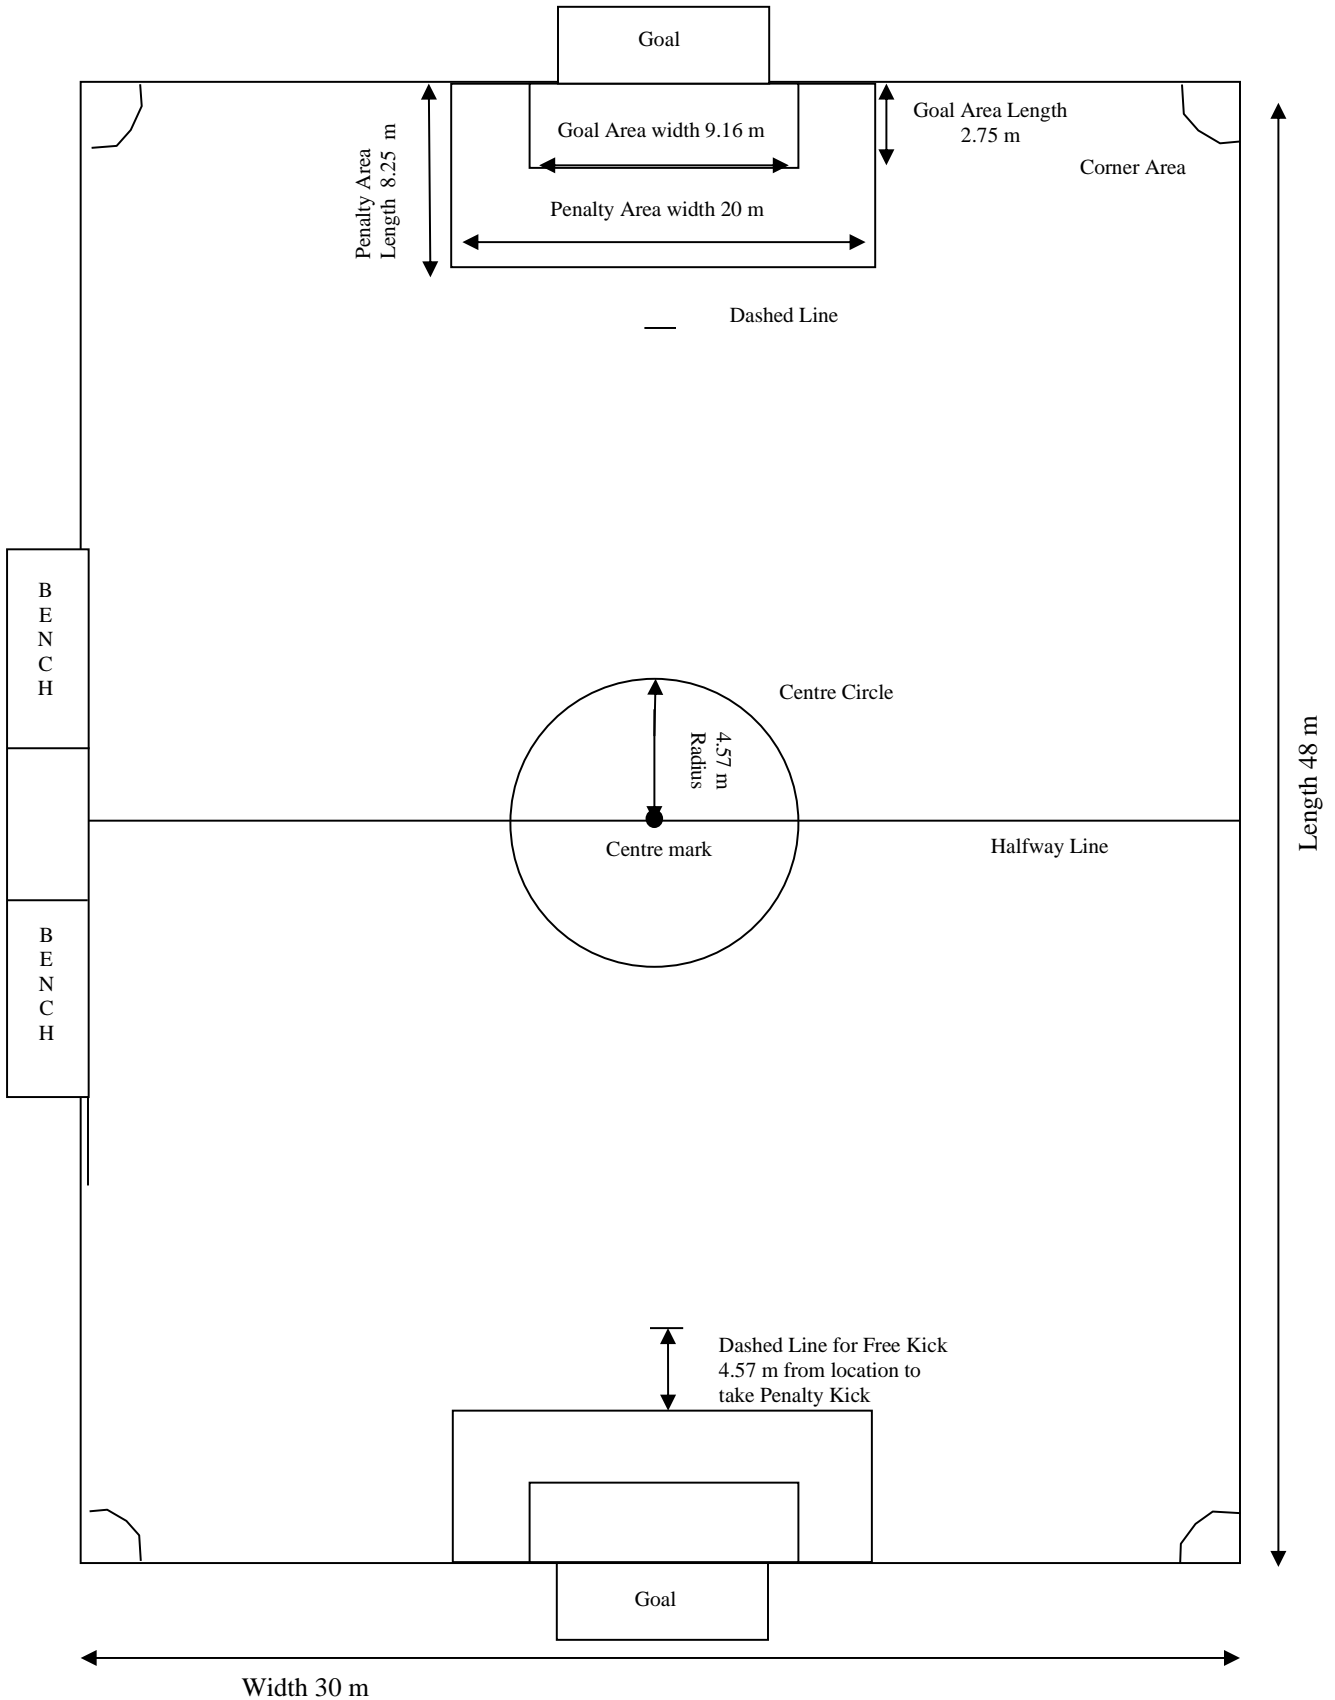 Goal
Goal Area Length
2.75 m
Goal Area width 9.16 m
Penalty Area
Length 8.25 m
Corner Area
Penalty Area width 20 m
Dashed Line
B
E
N
C
H
Centre Circle
4.57 m
Radius
Length 48 m
Centre mark
Halfway Line
B
E
N
C
H
Dashed Line for Free Kick
4.57 m from location to
take Penalty Kick
Goal
Width 30 m